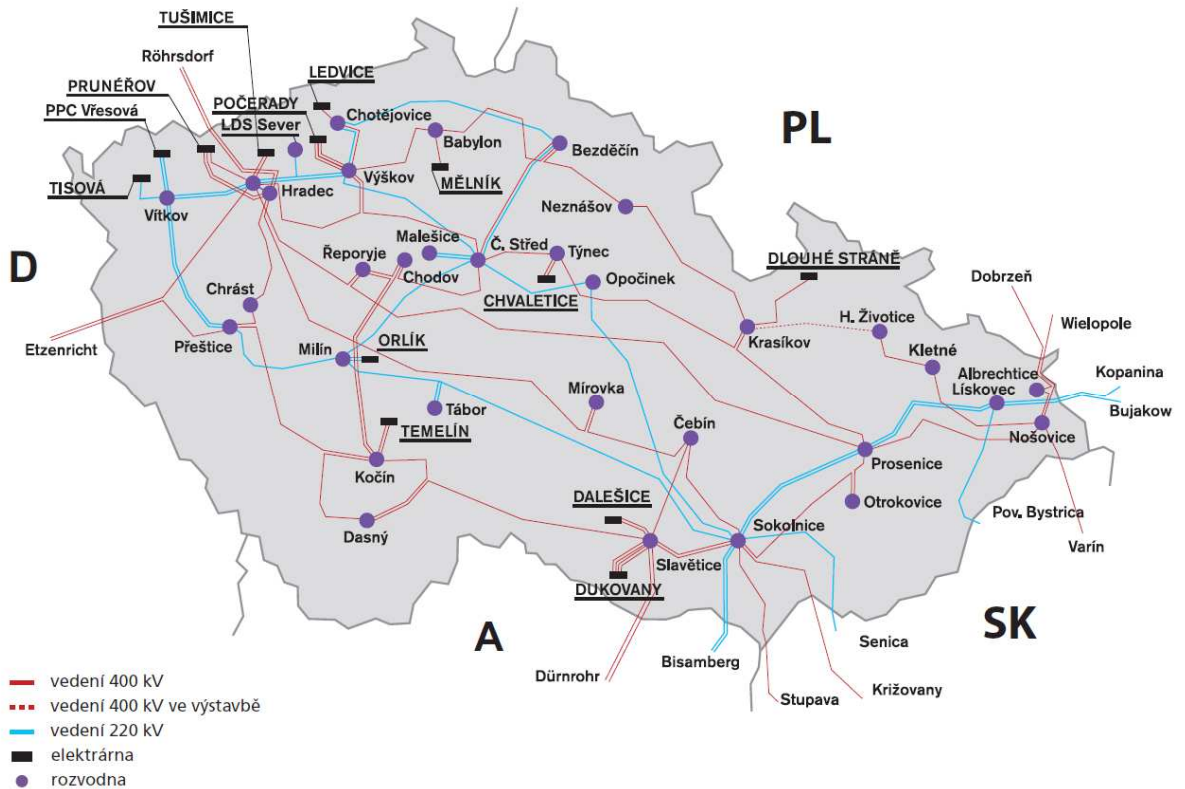 TUŠIMICE
Röhrsdorf
LEDVICE
PRUNÉŘOV
POČERADY
PPC Vřesová
LDS Sever
Chotějovice
PL
Babylon
Bezděčín
TISOVÁ
Výškov
Hradec
MĚLNÍK
Vítkov
Neznášov
D
Malešice
Č. Střed
Týnec
Řeporyje
Chodov
Opočinek
DLOUHÉ STRÁNĚ
Dobrzeň
Chrást
CHVALETICE
H. Životice
Wielopole
Etzenricht
Přeštice
Milín
ORLÍK
Krasíkov
Kletné
Albrechtice
Kopanina
Lískovec
Mírovka
Bujakow
Tábor
TEMELÍN
Čebín
Nošovice
Kočín
Prosenice
DALEŠICE
Otrokovice
Pov. Bystrica
Dasný
Sokolnice
Varín
Slavětice
DUKOVANY
SK
A
Senica
Bisamberg
Dürnrohr
Stupava
Križovany
vedení 400 kV
vedení 400 kV ve výstavbě
vedení 220 kV
elektrárna
rozvodna